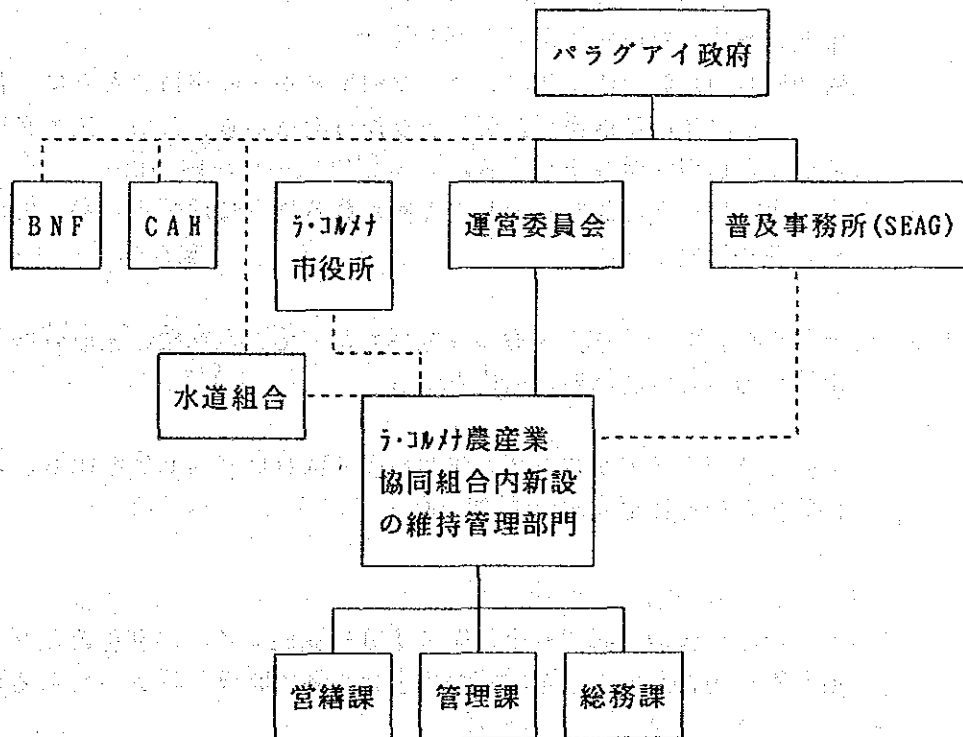 パラグアイ政府
BNF
CAH
ラ・コルメナ
市役所
運営委員会
普及事務所(SEAG)
水道組合
ラ・コルメナ農産業
協同組合内新設
の維持管理部門
営繕課
管理課
総務課